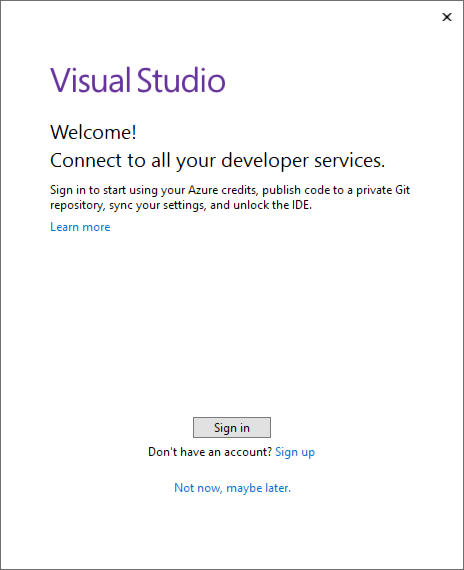 Visual Studio
Welcome!
Connect to all your developer services.
Sign in to start using your Azure credits, publish code to a private Git
repository, sync your settings, and unlock the IDE.
Learn more
Sign in
Don't have an account? Sign up
Not now, maybe later.